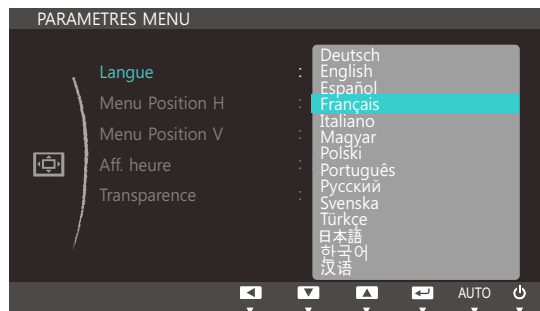 PARAMETRES MENU
Langue :
Menu Position H :
Menu Position V :
Aff. heure :
Transparence :
Deutsch
English
Español
Français
Italiano
Magyar
Polski
Português
Русский
Svenska
Türkçe
日本語
한국어
汉语
AUTO